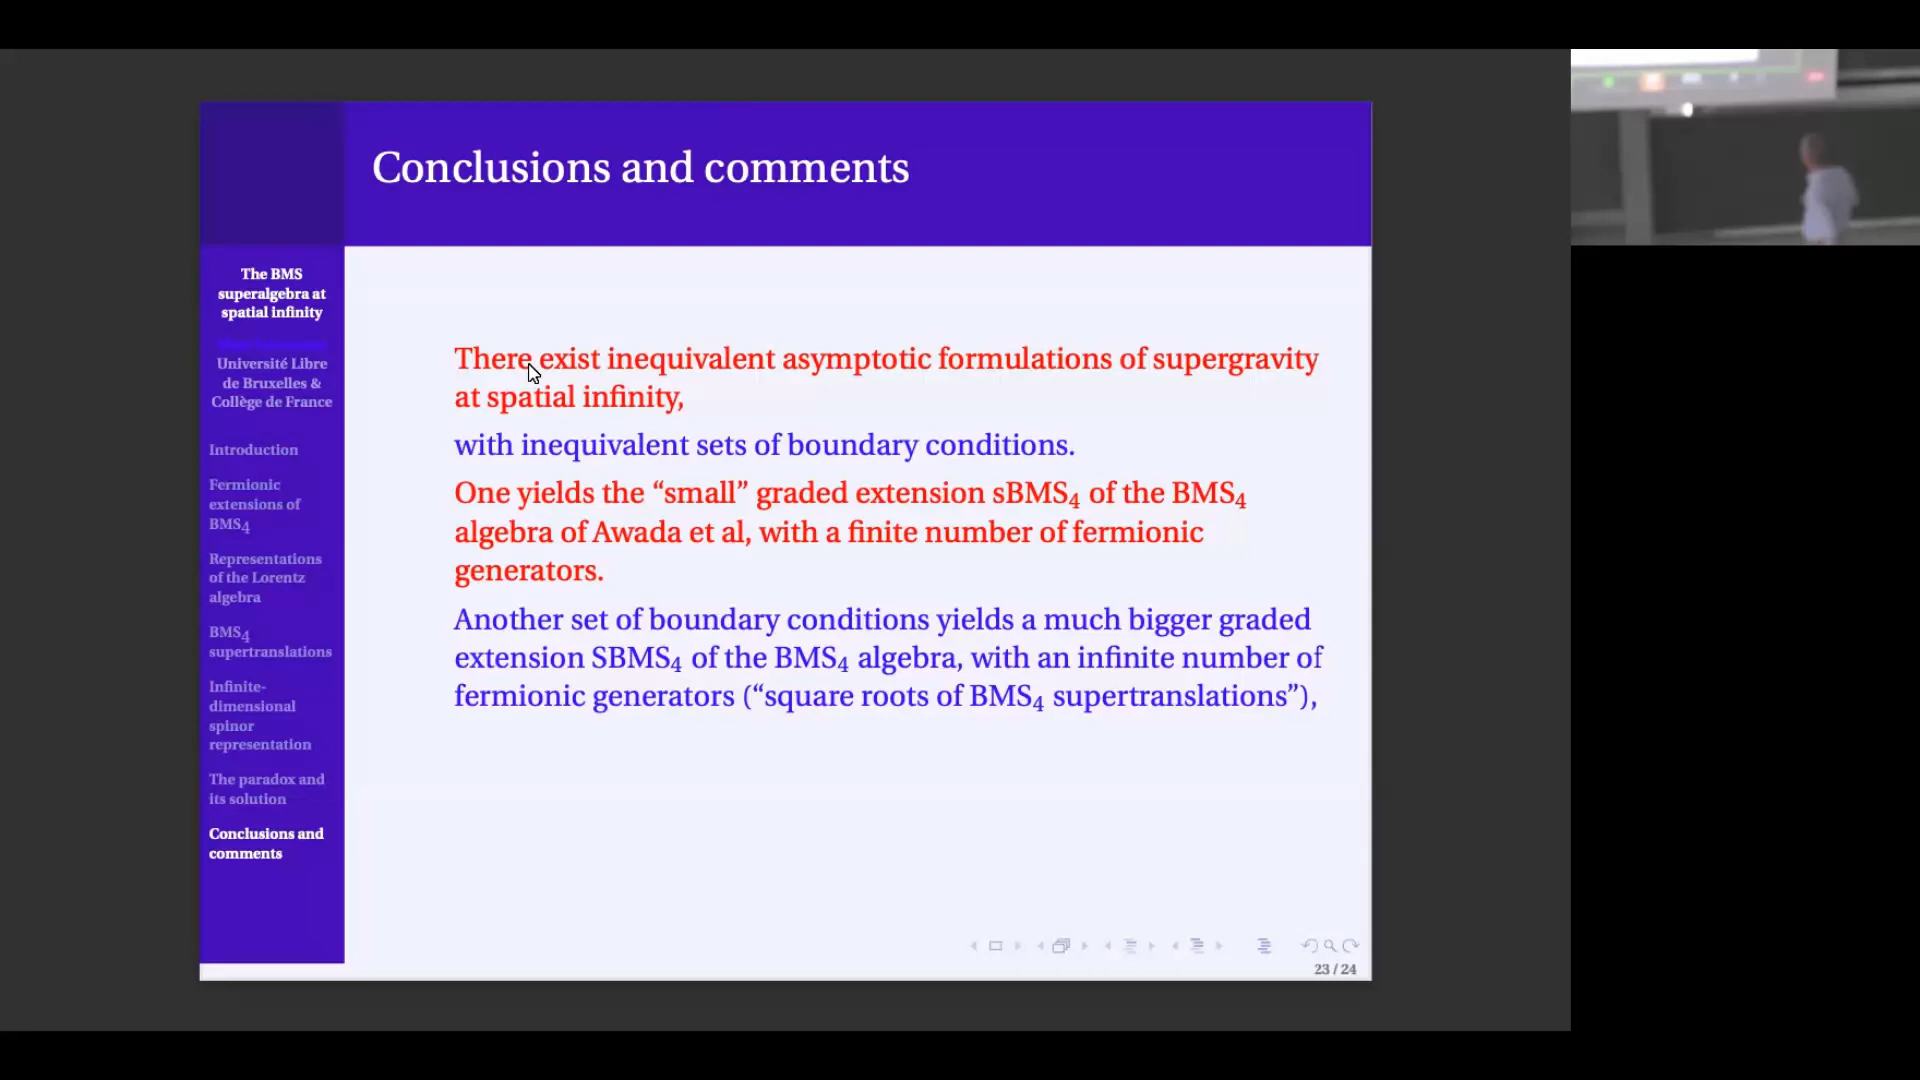 Conclusions and comments
The BMS
superalgebra at
spatial infinity
Université Libre
de Bruxelles &
Collège de France
Introduction
Fermionic
extensions of
BMS₄
Representations
of the Lorentz
algebra
BMS₄
supertranslations
Infinite-
dimensional
spinor
representation
The paradox and
its solution
Conclusions and
comments
There exist inequivalent asymptotic formulations of supergravity
at spatial infinity,
with inequivalent sets of boundary conditions.
One yields the “small” graded extension sBMS₄ of the BMS₄
algebra of Awada et al, with a finite number of fermionic
generators.
Another set of boundary conditions yields a much bigger graded
extension SBMS₄ of the BMS₄ algebra, with an infinite number of
fermionic generators (“square roots of BMS₄ supertranslations”),
23 / 24